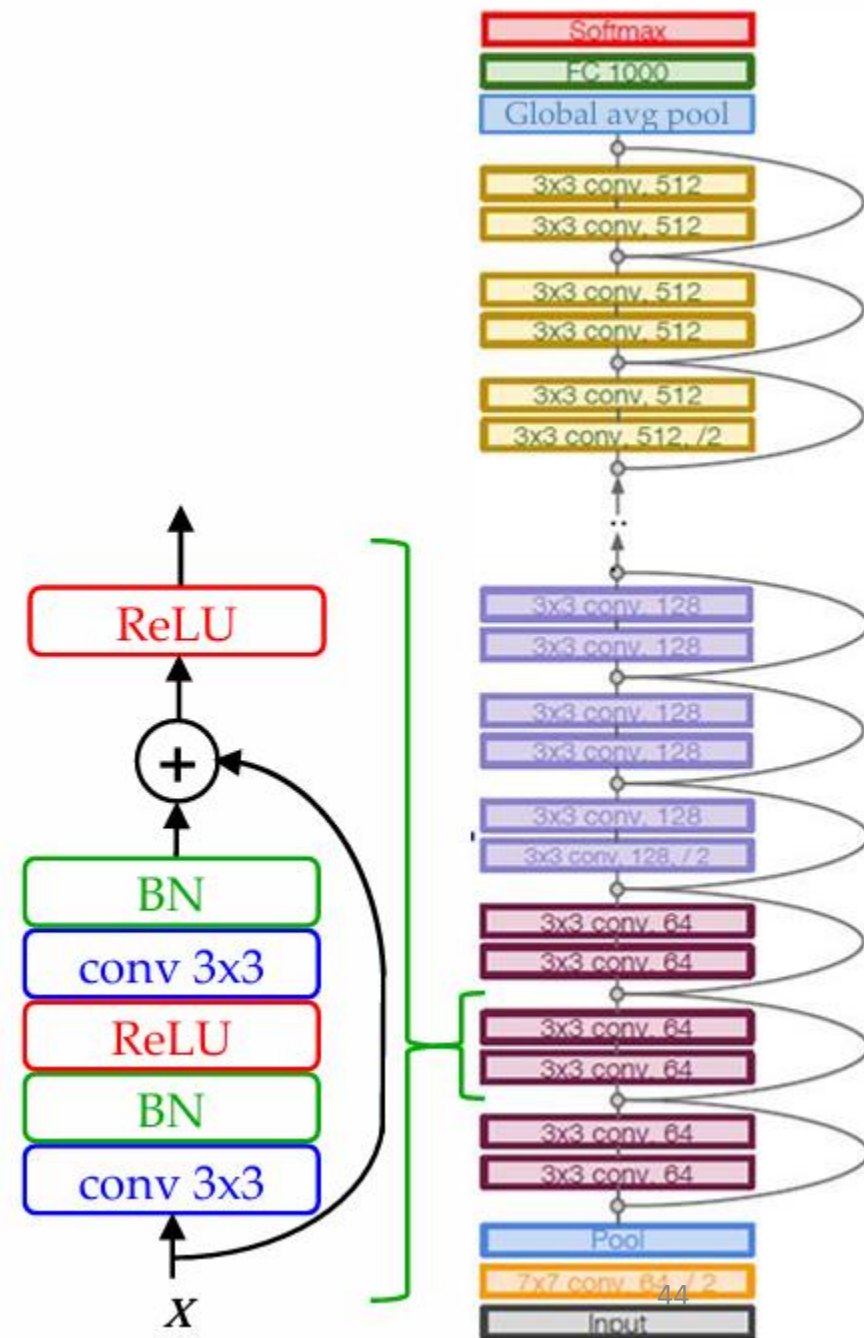 ReLU
+
BN
conv 3x3
ReLU
BN
conv 3x3
x
Softmax
FC 1000
Global avg pool
3x3 conv, 512
3x3 conv, 512
3x3 conv, 512
3x3 conv, 512
3x3 conv, 512
3x3 conv, 512, /2
..
3x3 conv, 128
3x3 conv, 128
3x3 conv, 128
3x3 conv, 128
3x3 conv, 128
3x3 conv, 128, / 2
3x3 conv, 64
3x3 conv, 64
3x3 conv, 64
3x3 conv, 64
3x3 conv, 64
3x3 conv, 64
Pool
7x7 conv, 64, / 2
44
Input